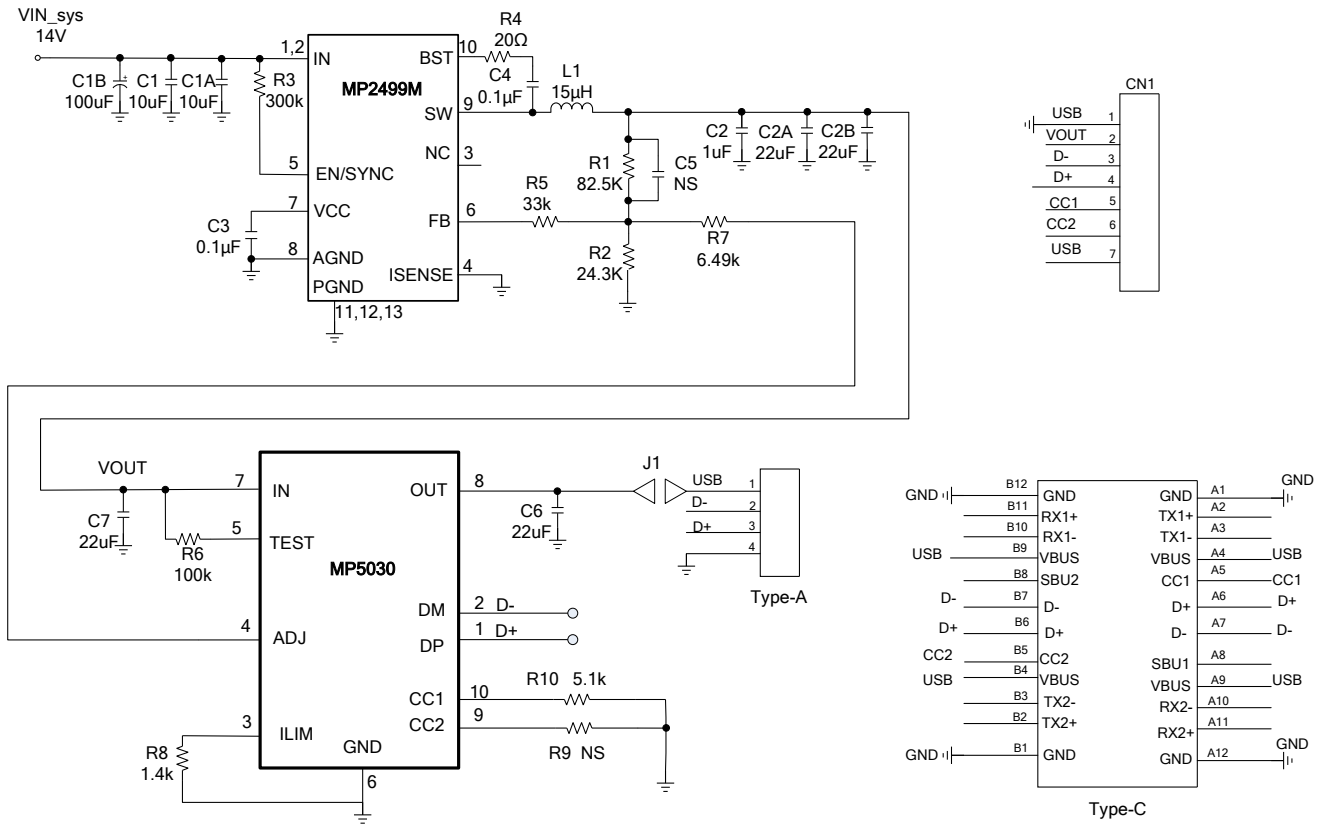 VIN_sys
14V
C1B
100uF
C1
10uF
C1A
10uF
R3
300k
1,2
IN
MP2499M
BST
10
R4
20Ω
C4
0.1µF
L1
15µH
SW
9
NC
3
5
EN/SYNC
7
VCC
C3
0.1µF
8
AGND
PGND
11,12,13
FB
6
ISENSE
4
R5
33k
R1
82.5K
C5
NS
R2
24.3K
R7
6.49k
C2
1uF
C2A
22uF
C2B
22uF
CN1
USB
1
VOUT
2
D-
3
D+
4
CC1
5
CC2
6
USB
7
VOUT
7
IN
C7
22uF
5
TEST
R6
100k
MP5030
4
ADJ
3
ILIM
R8
1.4k
GND
6
OUT
8
C6
22uF
J1
USB
1
D-
2
D+
3
4
Type-A
DM
2
D-
DP
1
D+
CC1
10
R10 5.1k
CC2
9
R9 NS
GND
B12
GND
B11
RX1+
B10
RX1-
USB
B9
VBUS
B8
SBU2
D-
B7
D-
D+
B6
D+
CC2
B5
CC2
USB
B4
VBUS
B3
TX2-
B2
TX2+
GND
B1
GND
GND
A1
GND
TX1+
A2
TX1-
A3
VBUS
A4
USB
CC1
A5
CC1
D+
A6
D+
D-
A7
D-
SBU1
A8
VBUS
A9
USB
RX2-
A10
RX2+
A11
GND
A12
GND
Type-C